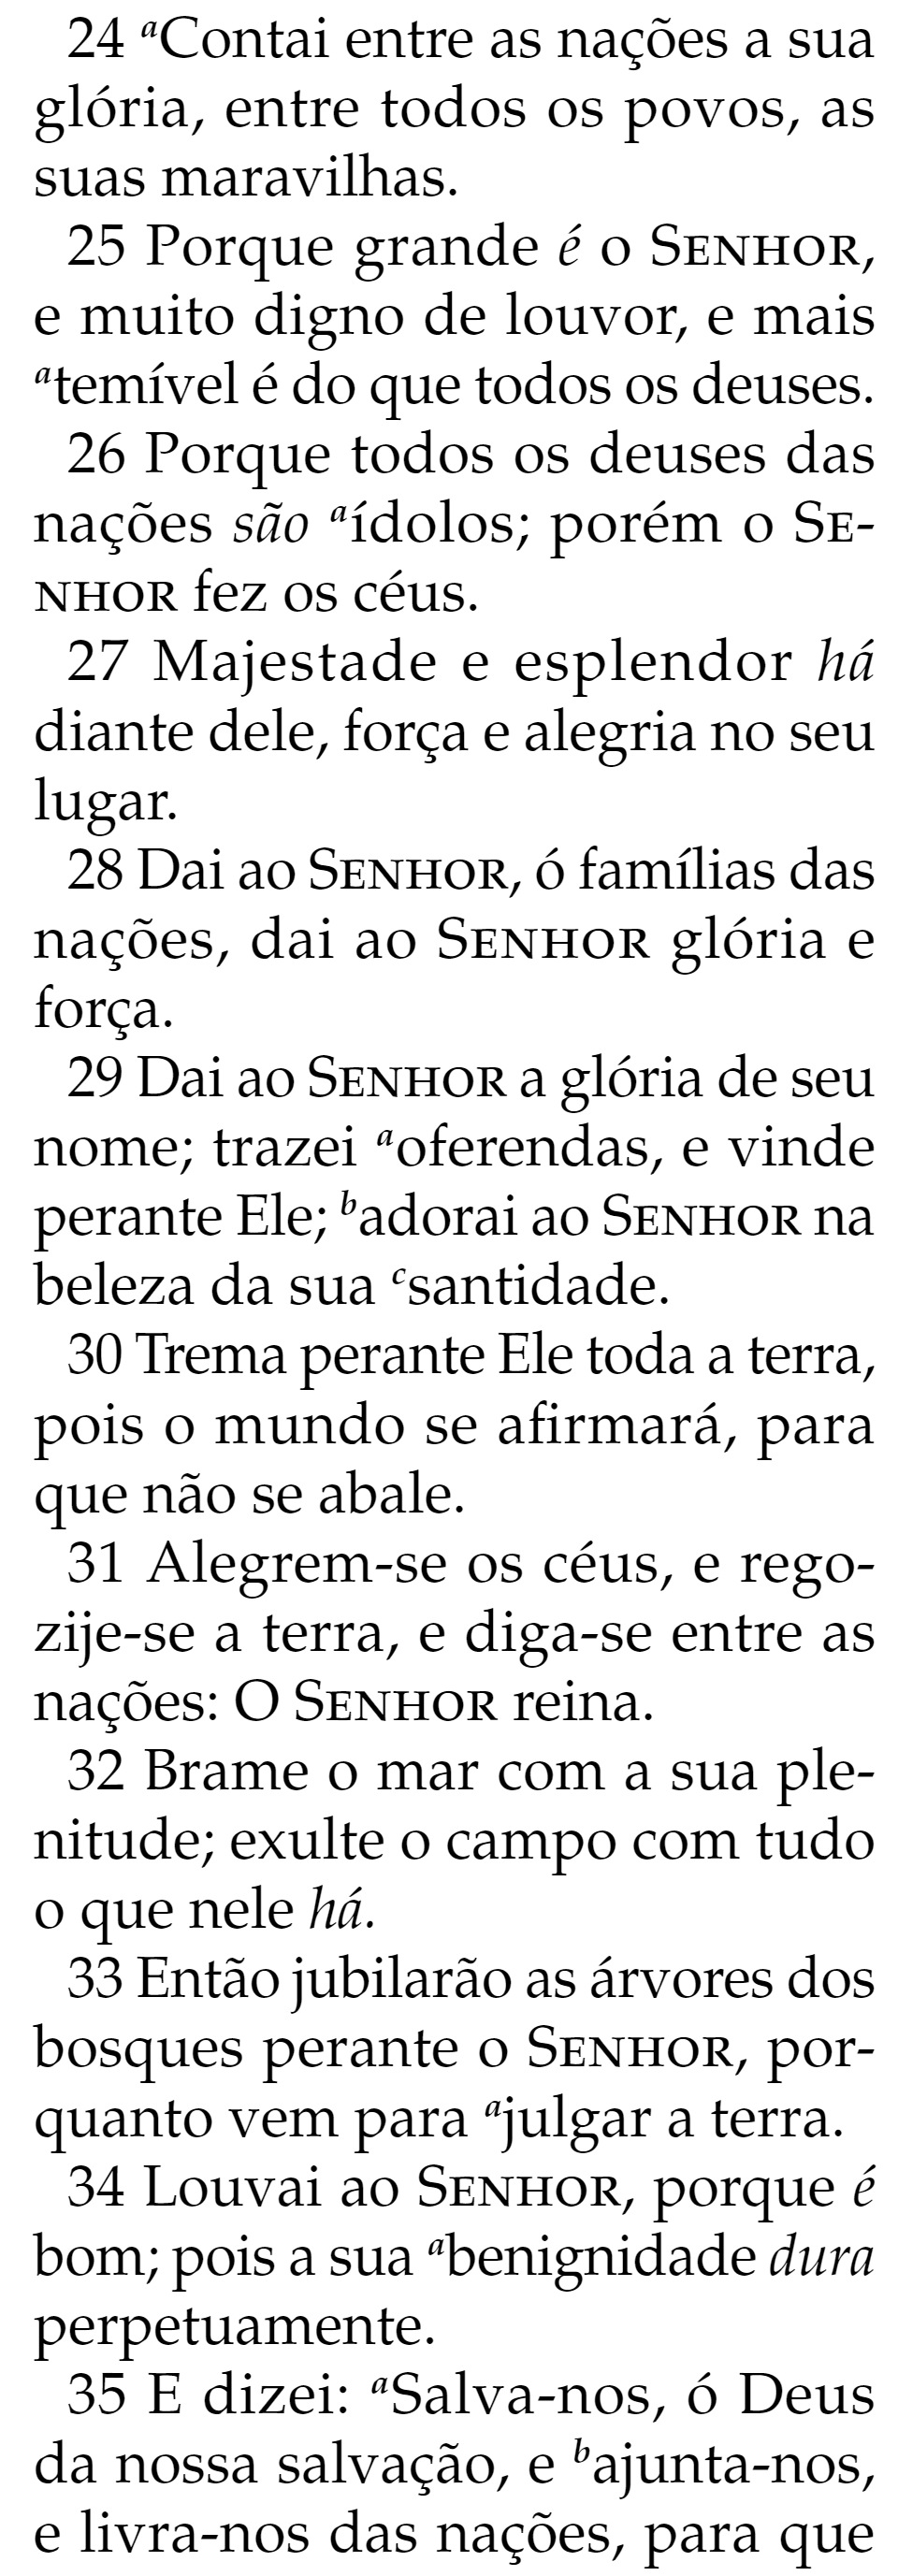 24 ᵃContai entre as nações a sua
glória, entre todos os povos, as
suas maravilhas.
25 Porque grande é o SENHOR,
e muito digno de louvor, e mais
ᵃtemível é do que todos os deuses.
26 Porque todos os deuses das
nações são ᵃídolos; porém o SE-
NHOR fez os céus.
27 Majestade e esplendor há
diante dele, força e alegria no seu
lugar.
28 Dai ao SENHOR, ó famílias das
nações, dai ao SENHOR glória e
força.
29 Dai ao SENHOR a glória de seu
nome; trazei ᵃoferendas, e vinde
perante Ele; ᵇadorai ao SENHOR na
beleza da sua ᶜsantidade.
30 Trema perante Ele toda a terra,
pois o mundo se afirmará, para
que não se abale.
31 Alegrem-se os céus, e rego-
zije-se a terra, e diga-se entre as
nações: O SENHOR reina.
32 Brame o mar com a sua ple-
nitude; exulte o campo com tudo
o que nele há.
33 Então jubilarão as árvores dos
bosques perante o SENHOR, por-
quanto vem para ᵃjulgar a terra.
34 Louvai ao SENHOR, porque é
bom; pois a sua ᵃbenignidade dura
perpetuamente.
35 E dizei: ᵃSalva-nos, ó Deus
da nossa salvação, e ᵇajunta-nos,
e livra-nos das nações, para que